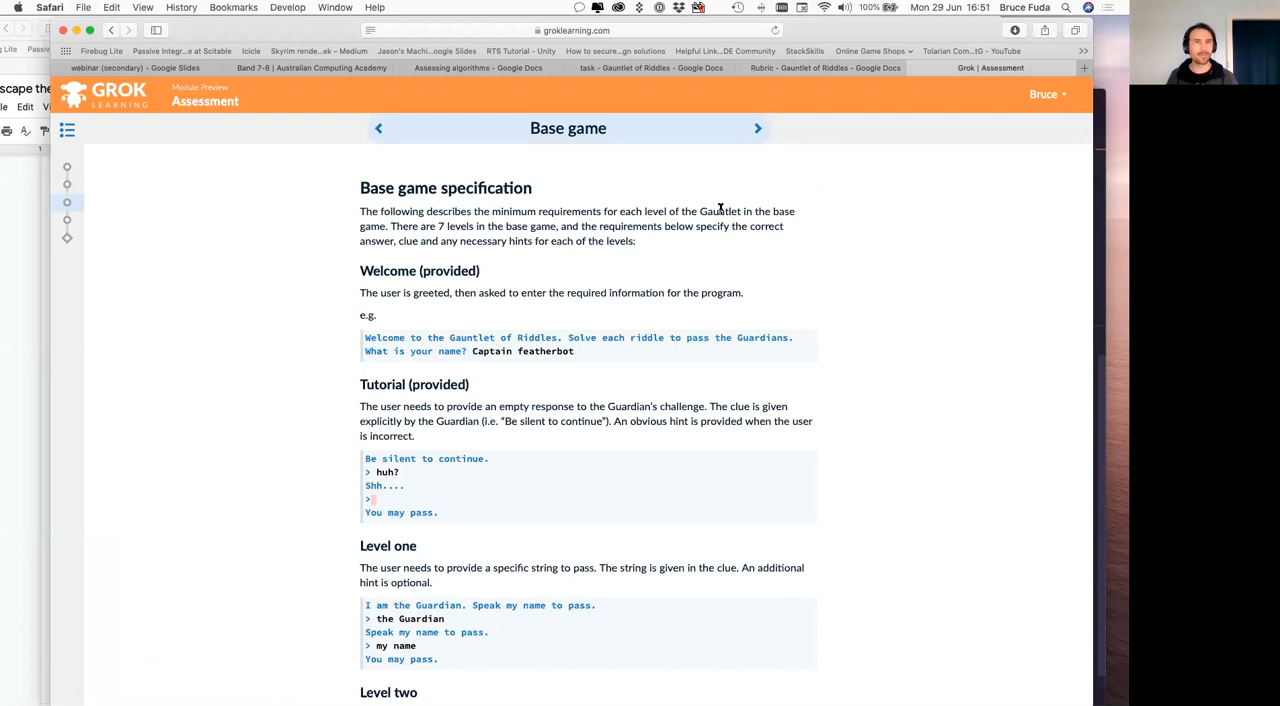 Safari File Edit View History Bookmarks Develop Window Help 100% Mon 29 Jun 16:51 Bruce Fuda
groklearning.com
Lite Passive Firebug Lite Passive Integr...e at Scitable Icicle Skyrim rende...ek – Medium Jason's Machi...oogle Slides RTS Tutorial - Unity How to secure...gn solutions Helpful Link...DE Community StackSkills Online Game Shops Tolarian Com...tG - YouTube >>
webinar (secondary) - Google Slides Band 7-8 | Australian Computing Academy Assessing algorithms - Google Docs task - Gauntlet of Riddles - Google Docs Rubric - Gauntlet of Riddles - Google Docs Grok | Assessment +
scape the
Edit
GROK
LEARNING
Module Preview
Assessment
Bruce
1
Base game
Base game specification
The following describes the minimum requirements for each level of the Gauntlet in the base
game. There are 7 levels in the base game, and the requirements below specify the correct
answer, clue and any necessary hints for each of the levels:
Welcome (provided)
The user is greeted, then asked to enter the required information for the program.
e.g.
Welcome to the Gauntlet of Riddles. Solve each riddle to pass the Guardians.
What is your name? Captain featherbot
Tutorial (provided)
The user needs to provide an empty response to the Guardian's challenge. The clue is given
explicitly by the Guardian (i.e. “Be silent to continue”). An obvious hint is provided when the user
is incorrect.
Be silent to continue.
> huh?
Shh....
>
You may pass.
Level one
The user needs to provide a specific string to pass. The string is given in the clue. An additional
hint is optional.
I am the Guardian. Speak my name to pass.
> the Guardian
Speak my name to pass.
> my name
You may pass.
Level two